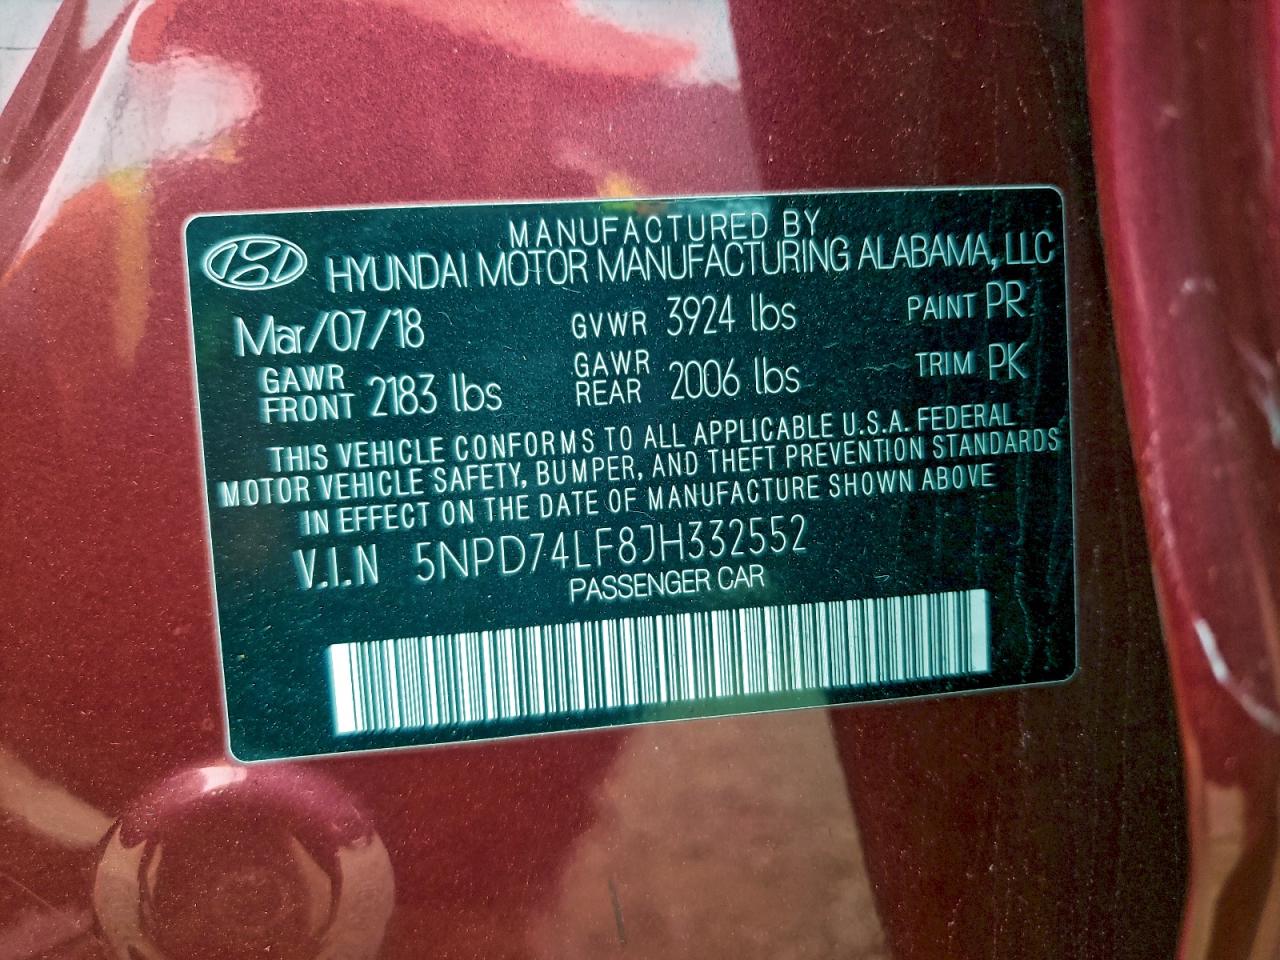 MANUFACTURED BY
HYUNDAI MOTOR MANUFACTURING ALABAMA, LLC
Mar/07/18 GVWR 3924 lbs PAINT PR
GAWR FRONT 2183 lbs GAWR REAR 2006 lbs TRIM PK
THIS VEHICLE CONFORMS TO ALL APPLICABLE U.S.A. FEDERAL
MOTOR VEHICLE SAFETY, BUMPER, AND THEFT PREVENTION STANDARDS
IN EFFECT ON THE DATE OF MANUFACTURE SHOWN ABOVE
V.I.N 5NPD74LF8JH332552
PASSENGER CAR